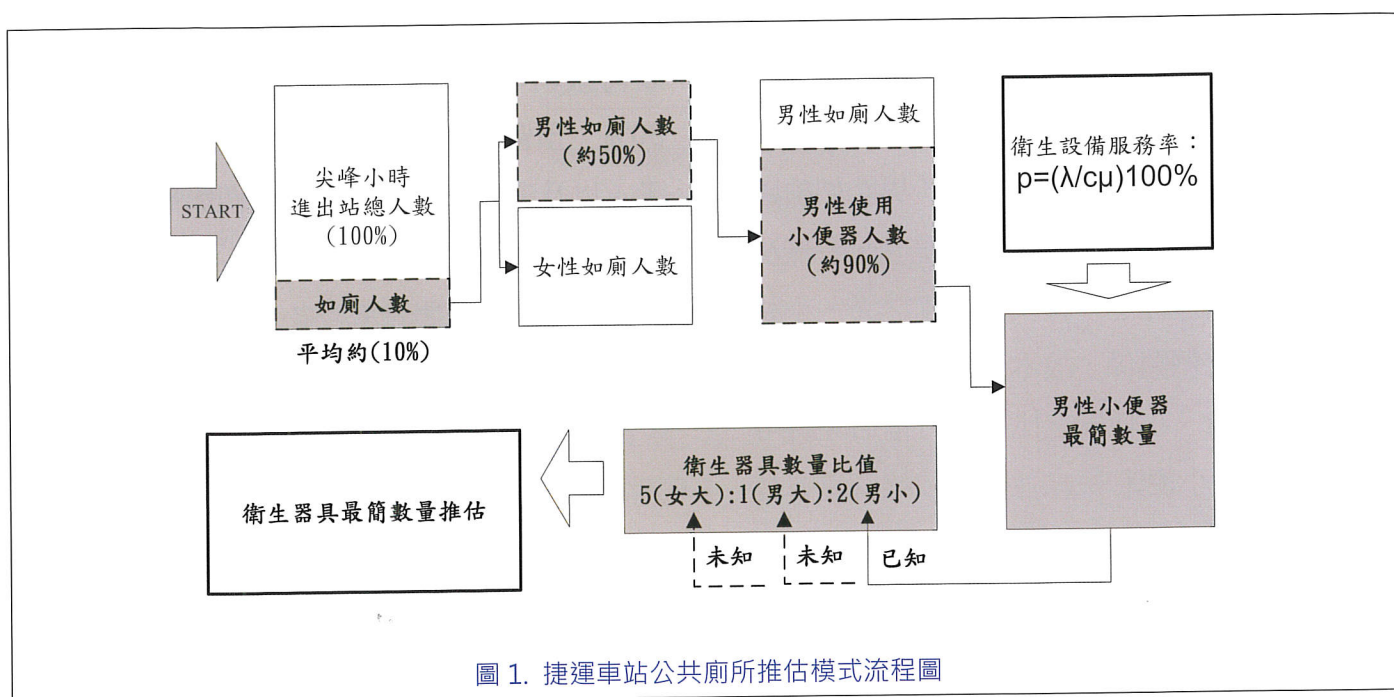 START
尖峰小時
進出站總人數
(100%)
如廁人數
平均約(10%)
男性如廁人數
(約50%)
女性如廁人數
男性如廁人數
男性使用
小便器人數
(約90%)
衛生設備服務率：
p=(λ/cμ)100%
男性小便器
最簡數量
衛生器具數量比值
5(女大):1(男大):2(男小)
未知
未知
已知
衛生器具最簡數量推估
圖 1. 捷運車站公共廁所推估模式流程圖